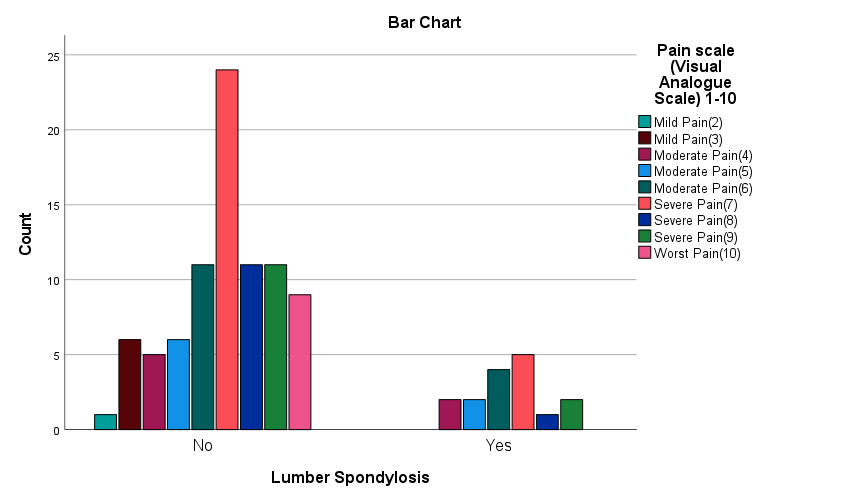 Bar Chart
Pain scale
(Visual
Analogue
Scale) 1-10
Mild Pain(2)
Mild Pain(3)
Moderate Pain(4)
Moderate Pain(5)
Moderate Pain(6)
Severe Pain(7)
Severe Pain(8)
Severe Pain(9)
Worst Pain(10)
Count
25
20
15
10
5
0
No
Yes
Lumber Spondylosis